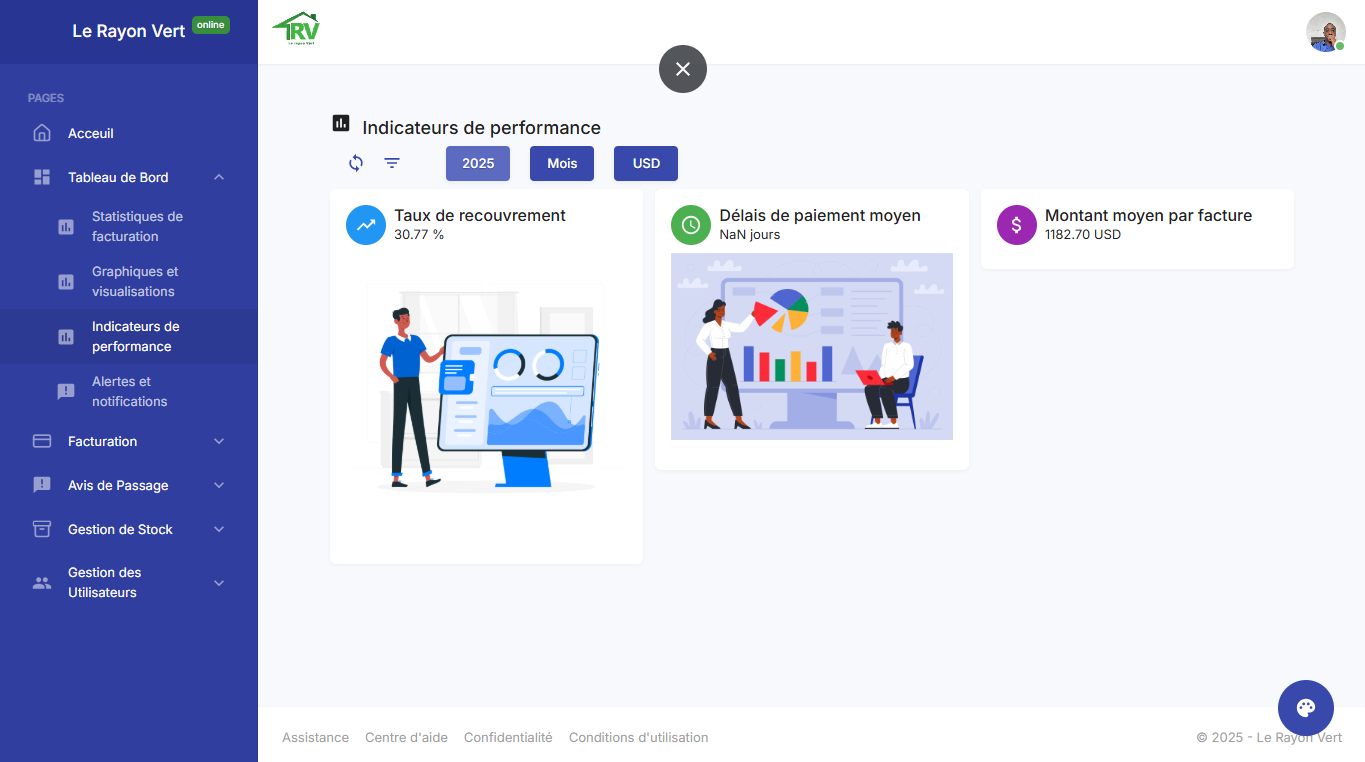 Le Rayon Vert online
PAGES
Acceuil
Tableau de Bord
Statistiques de
facturation
Graphiques et
visualisations
Indicateurs de
performance
Alertes et
notifications
Facturation
Avis de Passage
Gestion de Stock
Gestion des
Utilisateurs
RV
Le rayon Vert
Indicateurs de performance
2025 Mois USD
Taux de recouvrement
30.77 %
Délais de paiement moyen
NaN jours
Montant moyen par facture
1182.70 USD
Assistance Centre d'aide Confidentialité Conditions d'utilisation
© 2025 - Le Rayon Vert